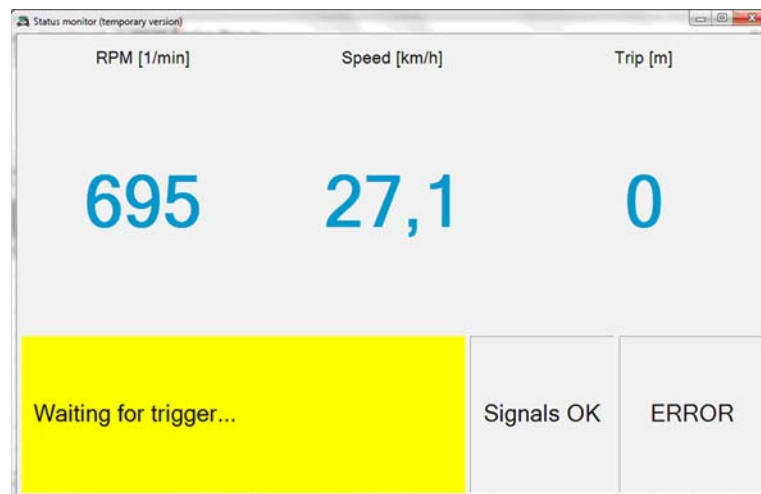 Status monitor (temporary version)
RPM [1/min] Speed [km/h] Trip [m]
695 27,1 0
Waiting for trigger... Signals OK ERROR